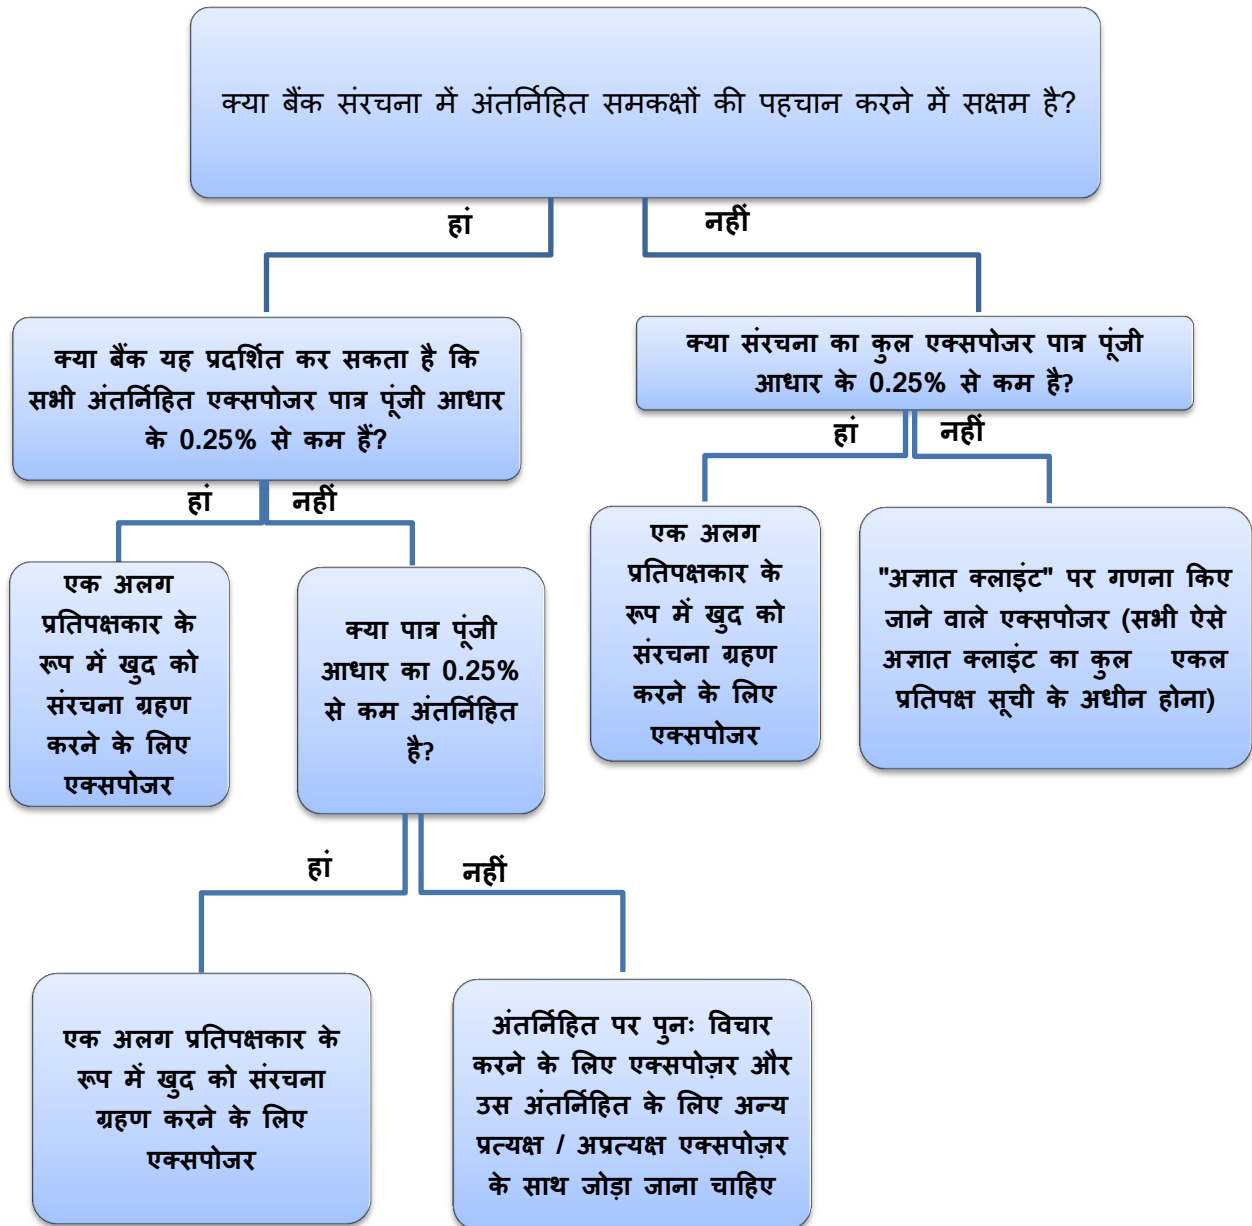 क्या बैंक संरचना में अंतर्निहित समकक्षों की पहचान करने में सक्षम है?
हां
नहीं
क्या बैंक यह प्रदर्शित कर सकता है कि
सभी अंतर्निहित एक्सपोजर पात्र पूंजी आधार
के 0.25% से कम हैं?
क्या संरचना का कुल एक्सपोजर पात्र पूंजी
आधार के 0.25% से कम है?
हां
नहीं
हां
नहीं
एक अलग
प्रतिपक्षकार के
रूप में खुद को
संरचना ग्रहण
करने के लिए
एक्सपोजर
क्या पात्र पूंजी
आधार का 0.25%
से कम अंतर्निहित
है?
एक अलग
प्रतिपक्षकार के
रूप में खुद को
संरचना ग्रहण
करने के लिए
एक्सपोजर
"अज्ञात क्लाइंट" पर गणना किए
जाने वाले एक्सपोजर (सभी ऐसे
अज्ञात क्लाइंट का कुल एकल
प्रतिपक्ष सूची के अधीन होना)
हां
नहीं
एक अलग प्रतिपक्षकार के
रूप में खुद को संरचना
ग्रहण करने के लिए
एक्सपोजर
अंतर्निहित पर पुनः विचार
करने के लिए एक्सपोज़र और
उस अंतर्निहित के लिए अन्य
प्रत्यक्ष / अप्रत्यक्ष एक्सपोज़र
के साथ जोड़ा जाना चाहिए